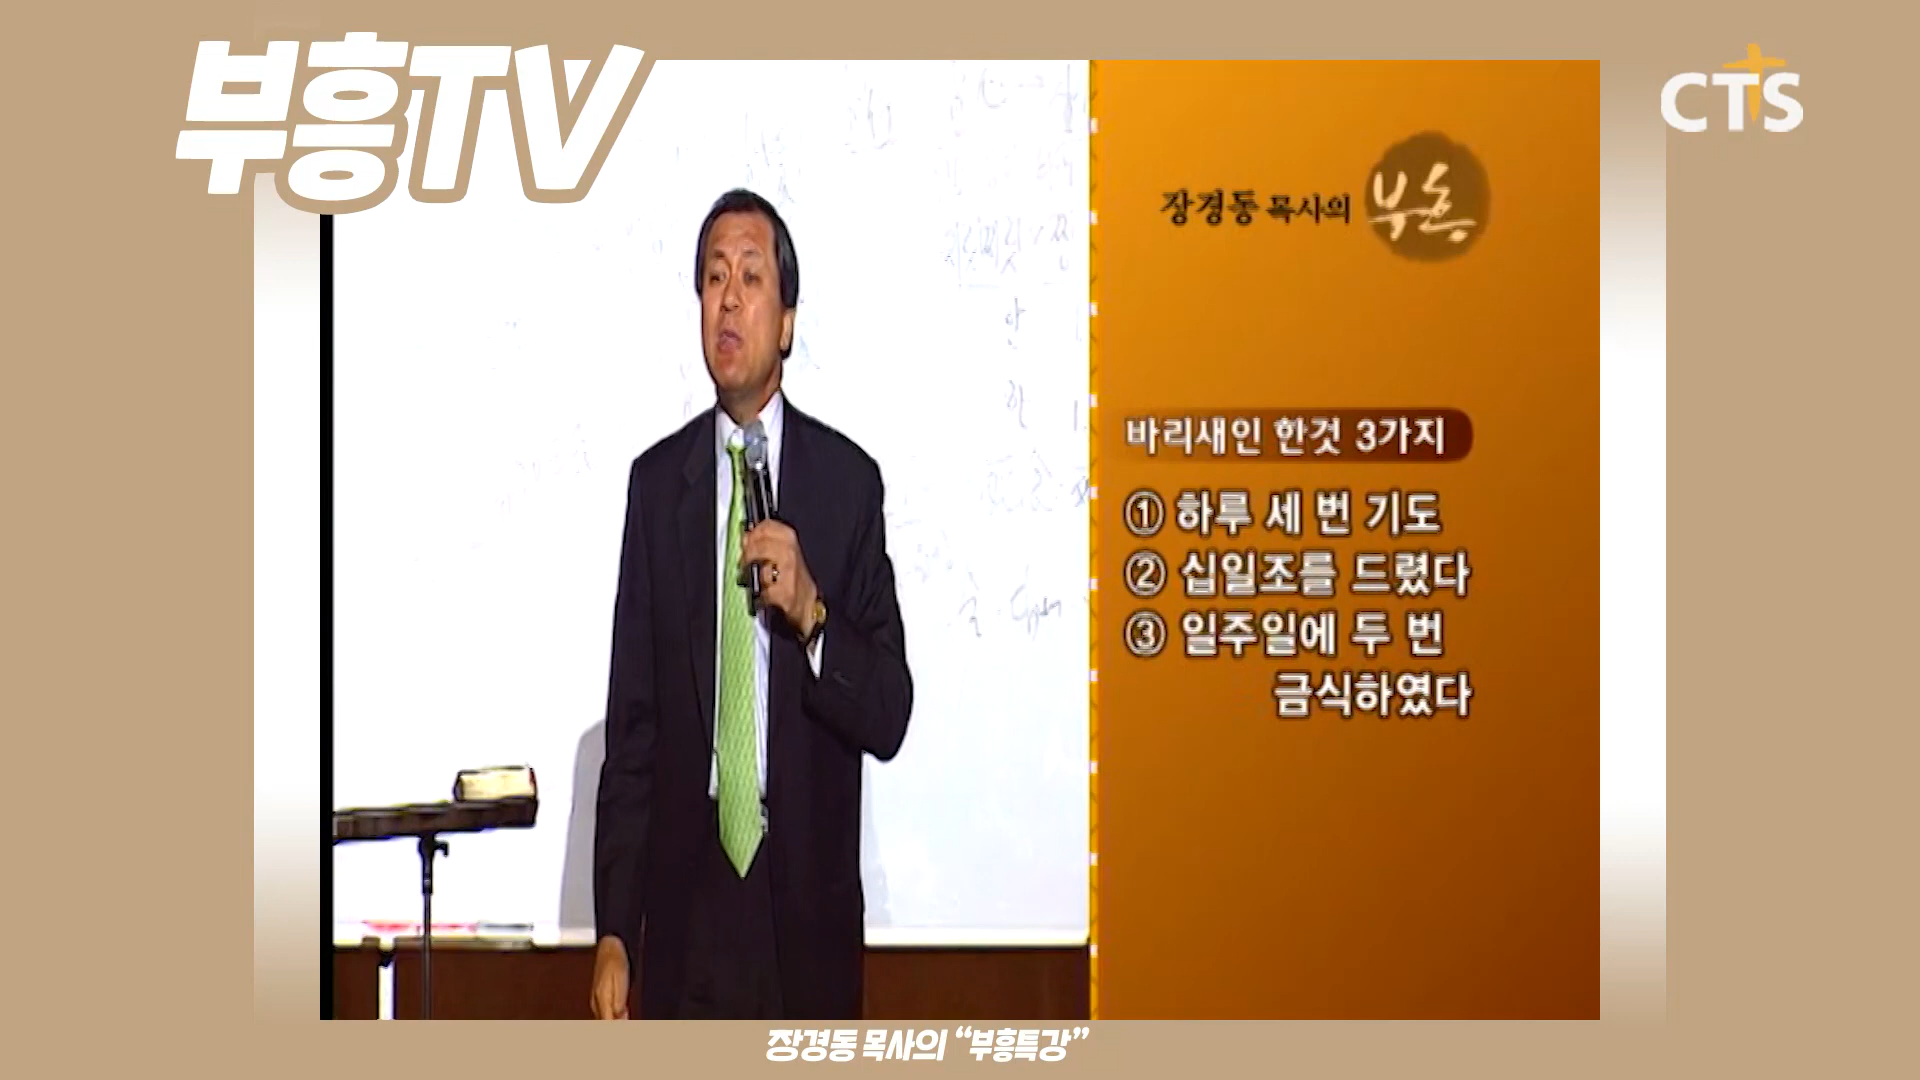 부흥TV
CTS
장경동 목사의 부흥
바리새인 한것 3가지
① 하루 세 번 기도
② 십일조를 드렸다
③ 일주일에 두 번
금식하였다
장경동 목사의 “부흥특강”